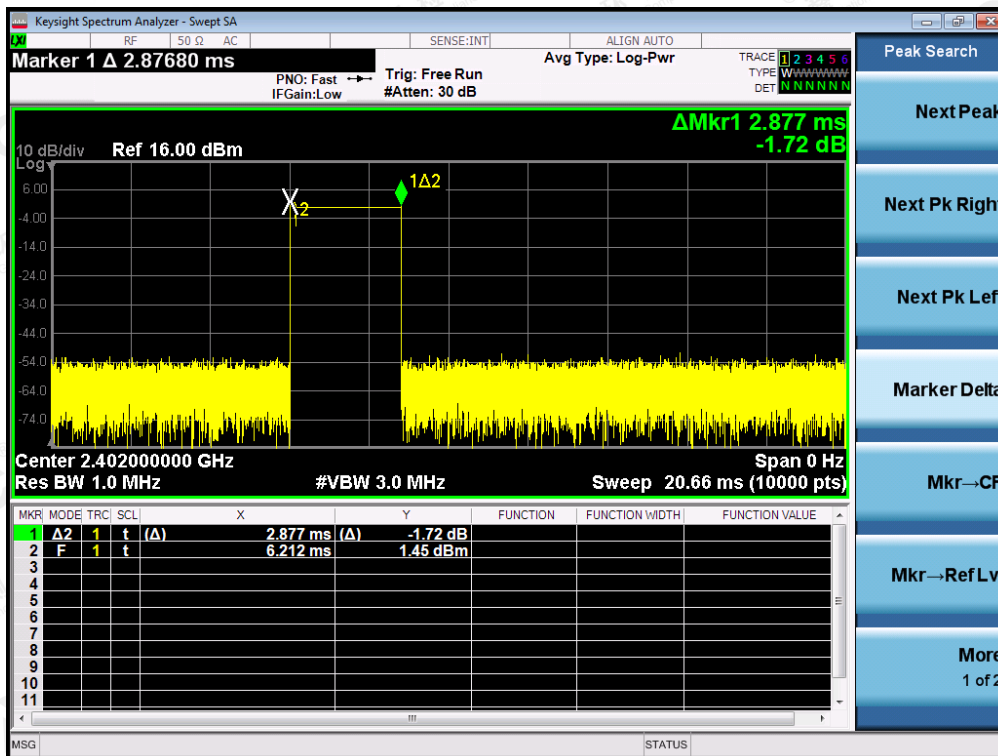 Keysight Spectrum Analyzer - Swept SA
LXI RF 50 Ω AC SENSE:INT ALIGN AUTO
Marker 1 Δ 2.87680 ms
PNO: Fast
IFGain:Low
Trig: Free Run
#Atten: 30 dB
Avg Type: Log-Pwr
TRACE 1 2 3 4 5 6
TYPE WWWWWW
DET N N N N N N
ΔMkr1 2.877 ms
-1.72 dB
10 dB/div Ref 16.00 dBm
Log
6.00
-4.00
-14.0
-24.0
-34.0
-44.0
-54.0
-64.0
-74.0
X2
1Δ2
Center 2.402000000 GHz Span 0 Hz
Res BW 1.0 MHz #VBW 3.0 MHz Sweep 20.66 ms (10000 pts)
MKR MODE TRC SCL X Y FUNCTION FUNCTION WIDTH FUNCTION VALUE
1 Δ2 1 t (Δ) 2.877 ms (Δ) -1.72 dB
2 F 1 t 6.212 ms 1.45 dBm
3
4
5
6
7
8
9
10
11
MSG STATUS
Peak Search
Next Peak
Next Pk Right
Next Pk Left
Marker Delta
Mkr→CF
Mkr→Ref Lv
More
1 of 2